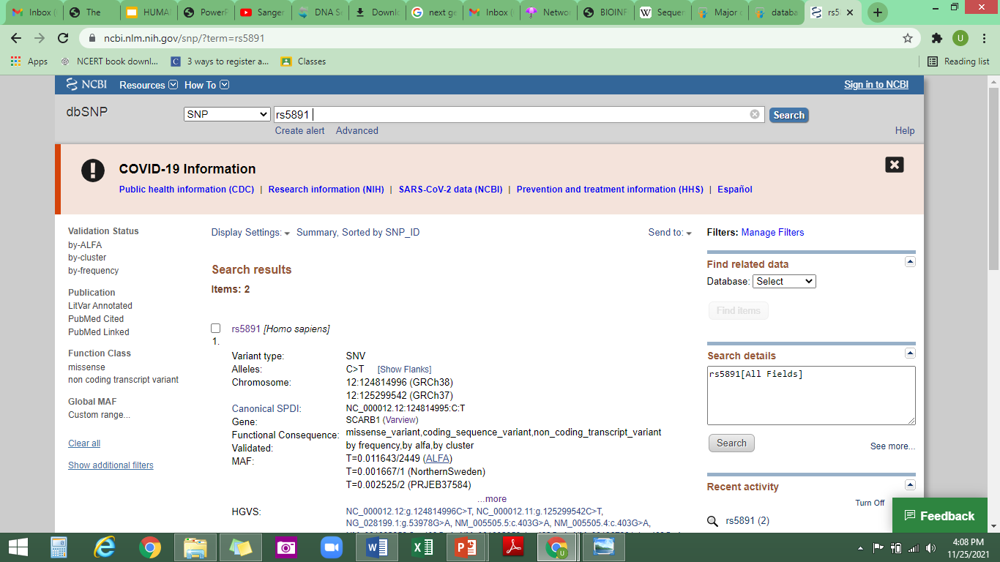 Inbox (
The
HUMA
PowerP
Sanger
DNA Se
Downlo
next ge
Inbox (
Netwo
BIOINF
Sequen
Major c
databa
rs5
ncbi.nlm.nih.gov/snp/?term=rs5891
U
Apps
NCERT book downl...
3 ways to register a...
Classes
Reading list
NCBI Resources How To Sign in to NCBI
dbSNP SNP rs5891 Search
Create alert Advanced Help
COVID-19 Information
Public health information (CDC) | Research information (NIH) | SARS-CoV-2 data (NCBI) | Prevention and treatment information (HHS) | Español
Validation Status
by-ALFA
by-cluster
by-frequency
Publication
LitVar Annotated
PubMed Cited
PubMed Linked
Function Class
missense
non coding transcript variant
Global MAF
Custom range...
Clear all
Show additional filters
Display Settings: Summary, Sorted by SNP_ID Send to:
Search results
Items: 2
rs5891 [Homo sapiens]
1.
Variant type: SNV
Alleles: C>T [Show Flanks]
Chromosome: 12:124814996 (GRCh38)
12:125299542 (GRCh37)
Canonical SPDI: NC_000012.12:124814995:C:T
Gene: SCARB1 (Varview)
Functional Consequence: missense_variant,coding_sequence_variant,non_coding_transcript_variant
Validated: by frequency,by alfa,by cluster
MAF: T=0.011643/2449 (ALFA)
T=0.001667/1 (NorthernSweden)
T=0.002525/2 (PRJEB37584)
...more
HGVS: NC_000012.12:g.124814996C>T, NC_000012.11:g.125299542C>T,
NG_028199.1:g.53978G>A, NM_005505.5:c.403G>A, NM_005505.4:c.403G>A,
Filters: Manage Filters
Find related data
Database: Select
Find items
Search details
rs5891[All Fields]
Search
See more...
Recent activity
Turn Off
rs5891 (2)
Feedback
4:08 PM
11/25/2021